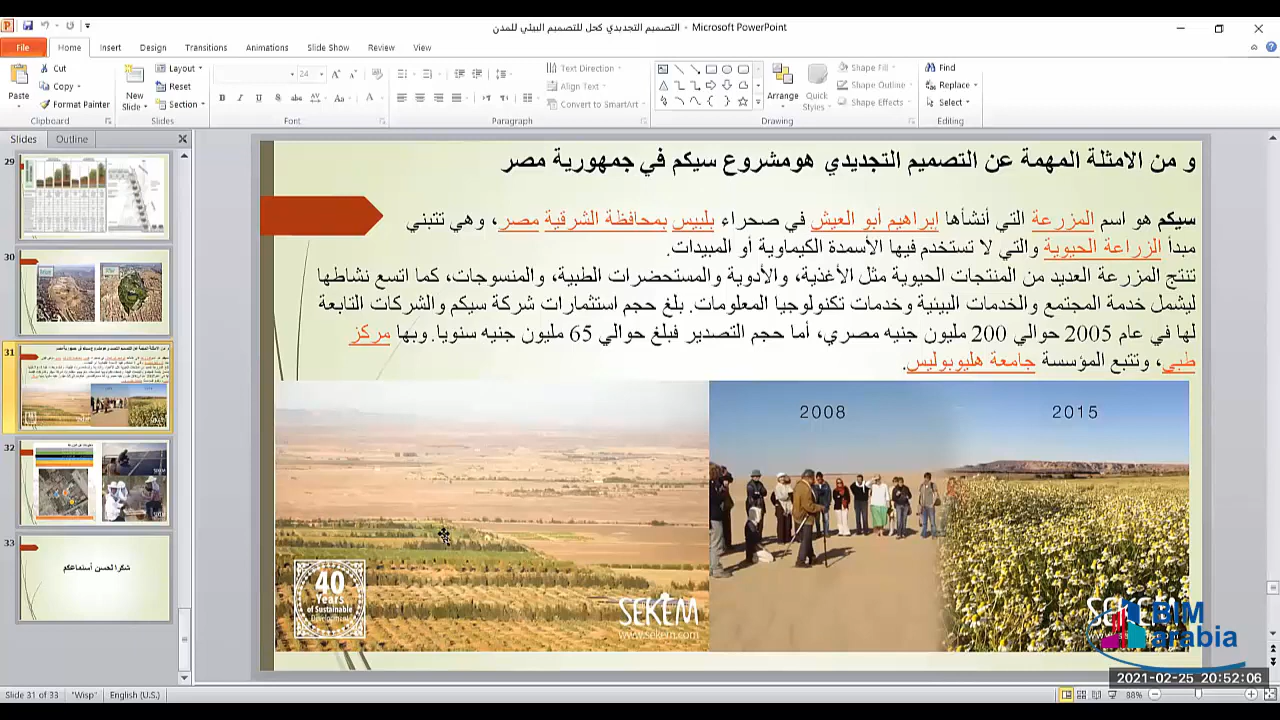 التصميم التجديدي كحل للتصميم البيئي للمدن - Microsoft PowerPoint
File Home Insert Design Transitions Animations Slide Show Review View
Paste
Cut
Copy
Format Painter
Clipboard
New Slide
Layout
Reset
Section
Slides
24
Font
Text Direction
Align Text
Convert to SmartArt
Paragraph
Arrange
Quick Styles
Shape Fill
Shape Outline
Shape Effects
Drawing
Find
Replace
Select
Editing
Slides Outline
29
30
31
32
33
شكرا لحسن أستماعكم
و من الامثلة المهمة عن التصميم التجديدي هومشروع سيكم في جمهورية مصر
سيكم هو اسم المزرعة التي أنشأها إبراهيم أبو العيش في صحراء بلبيس بمحافظة الشرقية مصر، وهي تتبني
مبدأ الزراعة الحيوية والتي لا تستخدم فيها الأسمدة الكيماوية أو المبيدات.
تنتج المزرعة العديد من المنتجات الحيوية مثل الأغذية، والأدوية والمستحضرات الطبية، والمنسوجات، كما اتسع نشاطها
ليشمل خدمة المجتمع والخدمات البيئية وخدمات تكنولوجيا المعلومات. بلغ حجم استثمارات شركة سيكم والشركات التابعة
لها في عام 2005 حوالي 200 مليون جنيه مصري، أما حجم التصدير فبلغ حوالي 65 مليون جنيه سنويا. وبها مركز
طبي، وتتبع المؤسسة جامعة هليوبوليس.
2008
2015
40
Years
of Sustainable
Development
SEKEM
www.sekem.com
BIM
arabia
2021-02-25 20:52:06
Slide 31 of 33 "Wisp" English (U.S.) 88%